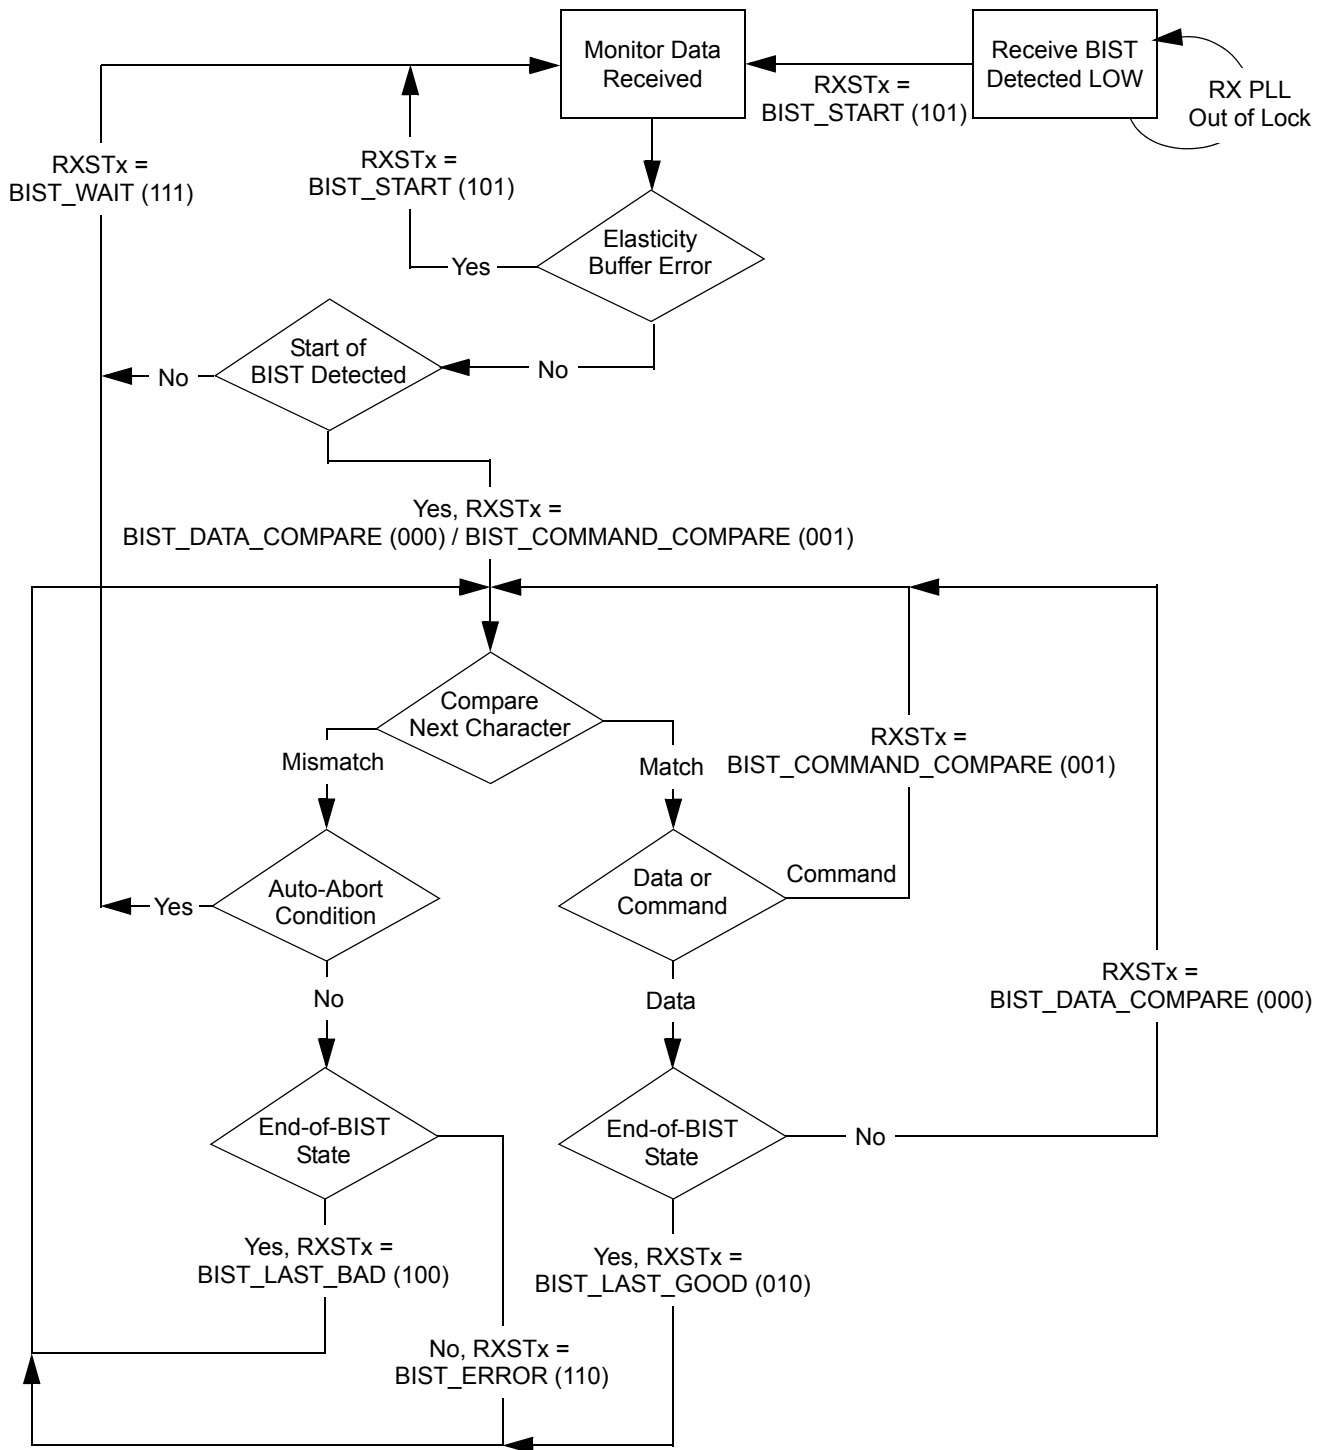 Monitor Data
Received
Receive BIST
Detected LOW
RXSTx =
BIST_START (101)
RX PLL
Out of Lock
RXSTx =
BIST_WAIT (111)
RXSTx =
BIST_START (101)
Elasticity
Buffer Error
Yes
Start of
BIST Detected
No
No
Yes, RXSTx =
BIST_DATA_COMPARE (000) / BIST_COMMAND_COMPARE (001)
Compare
Next Character
Mismatch
Match
RXSTx =
BIST_COMMAND_COMPARE (001)
Auto-Abort
Condition
Yes
Data or
Command
Command
No
Data
RXSTx =
BIST_DATA_COMPARE (000)
End-of-BIST
State
End-of-BIST
State
No
Yes, RXSTx =
BIST_LAST_BAD (100)
Yes, RXSTx =
BIST_LAST_GOOD (010)
No, RXSTx =
BIST_ERROR (110)